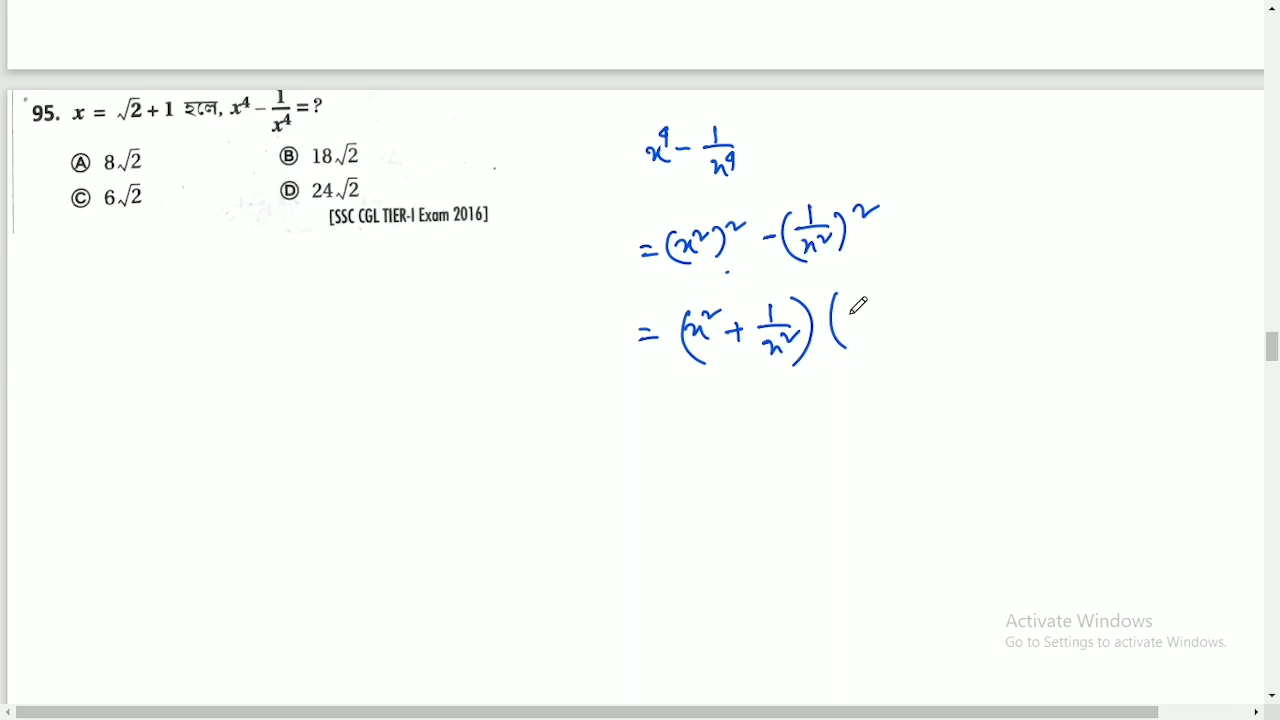 95. x = √2 + 1 হলে, x⁴ − 1/x⁴ = ?
Ⓐ 8√2 Ⓑ 18√2
Ⓒ 6√2 Ⓓ 24√2
[SSC CGL TIER-I Exam 2016]
x⁴ − 1/x⁴
= (x²)² − (1/x²)²
= (x² + 1/x²) (
Activate Windows
Go to Settings to activate Windows.